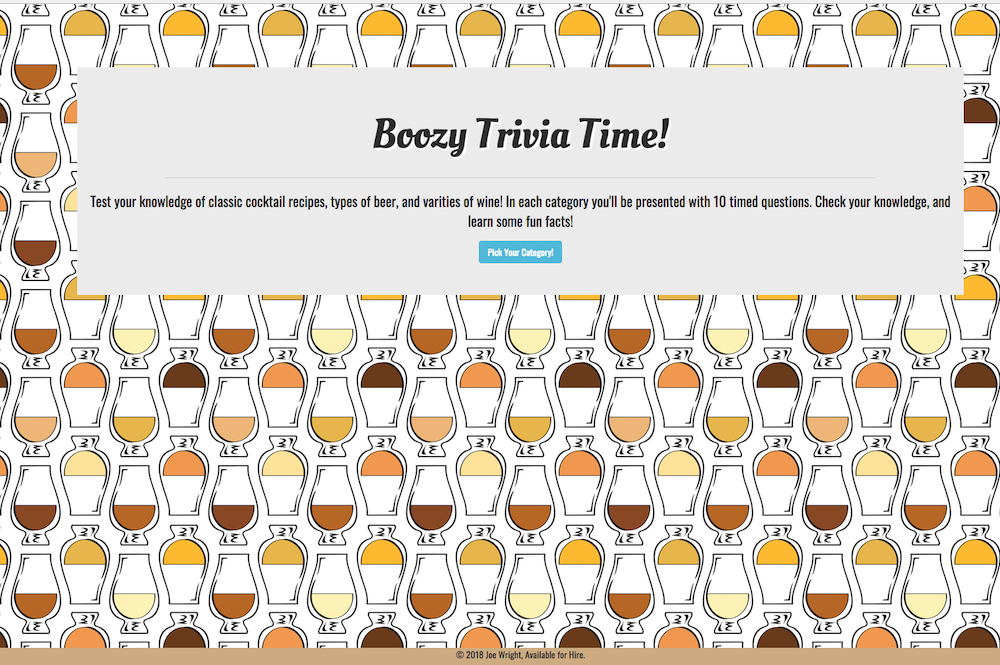 Boozy Trivia Time!
Test your knowledge of classic cocktail recipes, types of beer, and varities of wine! In each category you'll be presented with 10 timed questions. Check your knowledge, and
learn some fun facts!
Pick Your Category!
© 2018 Joe Wright, Available for Hire.